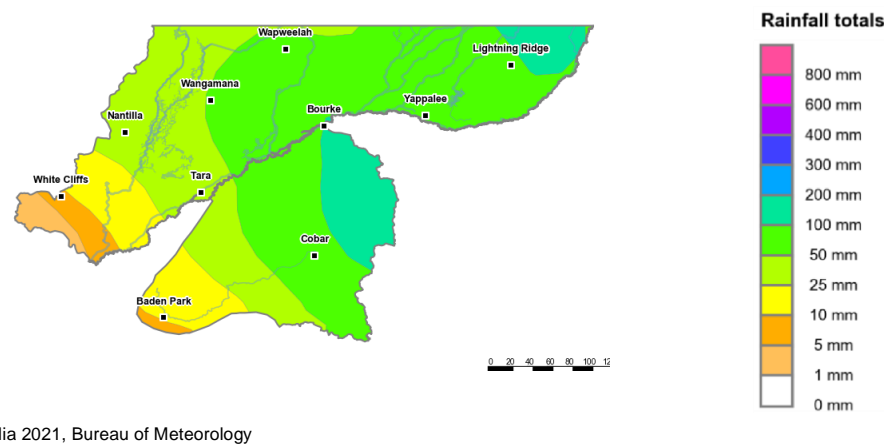 Rainfall totals
Wapweelah
Lightning Ridge
Wangamana
Yappalee
Bourke
Nantilla
White Cliffs
Tara
Cobar
Baden Park
800 mm
600 mm
400 mm
300 mm
200 mm
100 mm
50 mm
25 mm
10 mm
5 mm
1 mm
0 mm
0 20 40 60 80 100 12
lia 2021, Bureau of Meteorology